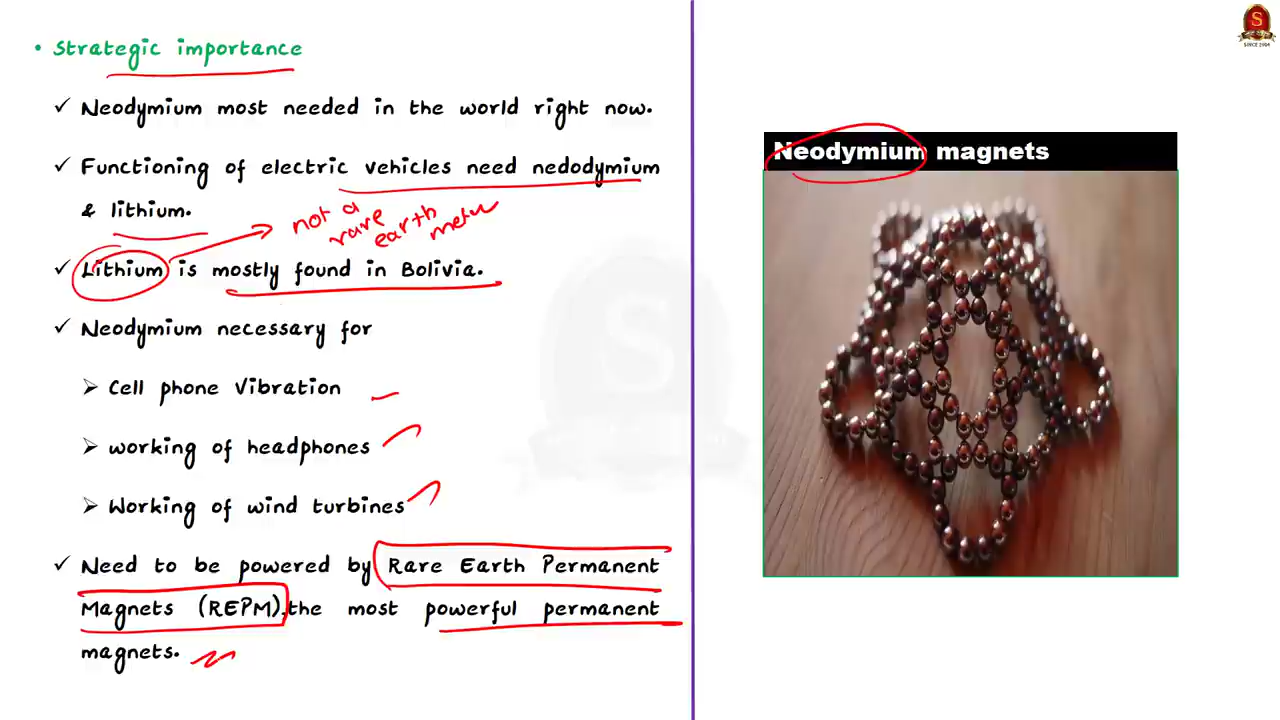 • Strategic importance
✓ Neodymium most needed in the world right now.
✓ Functioning of electric vehicles need nedodymium
& lithium.
not a
rare
earth
metal
✓ Lithium is mostly found in Bolivia.
✓ Neodymium necessary for
➢ Cell phone Vibration
➢ working of headphones
➢ Working of wind turbines
✓ Need to be powered by Rare Earth Permanent
Magnets (REPM).the most powerful permanent
magnets.
Neodymium magnets
S
SINCE 2004